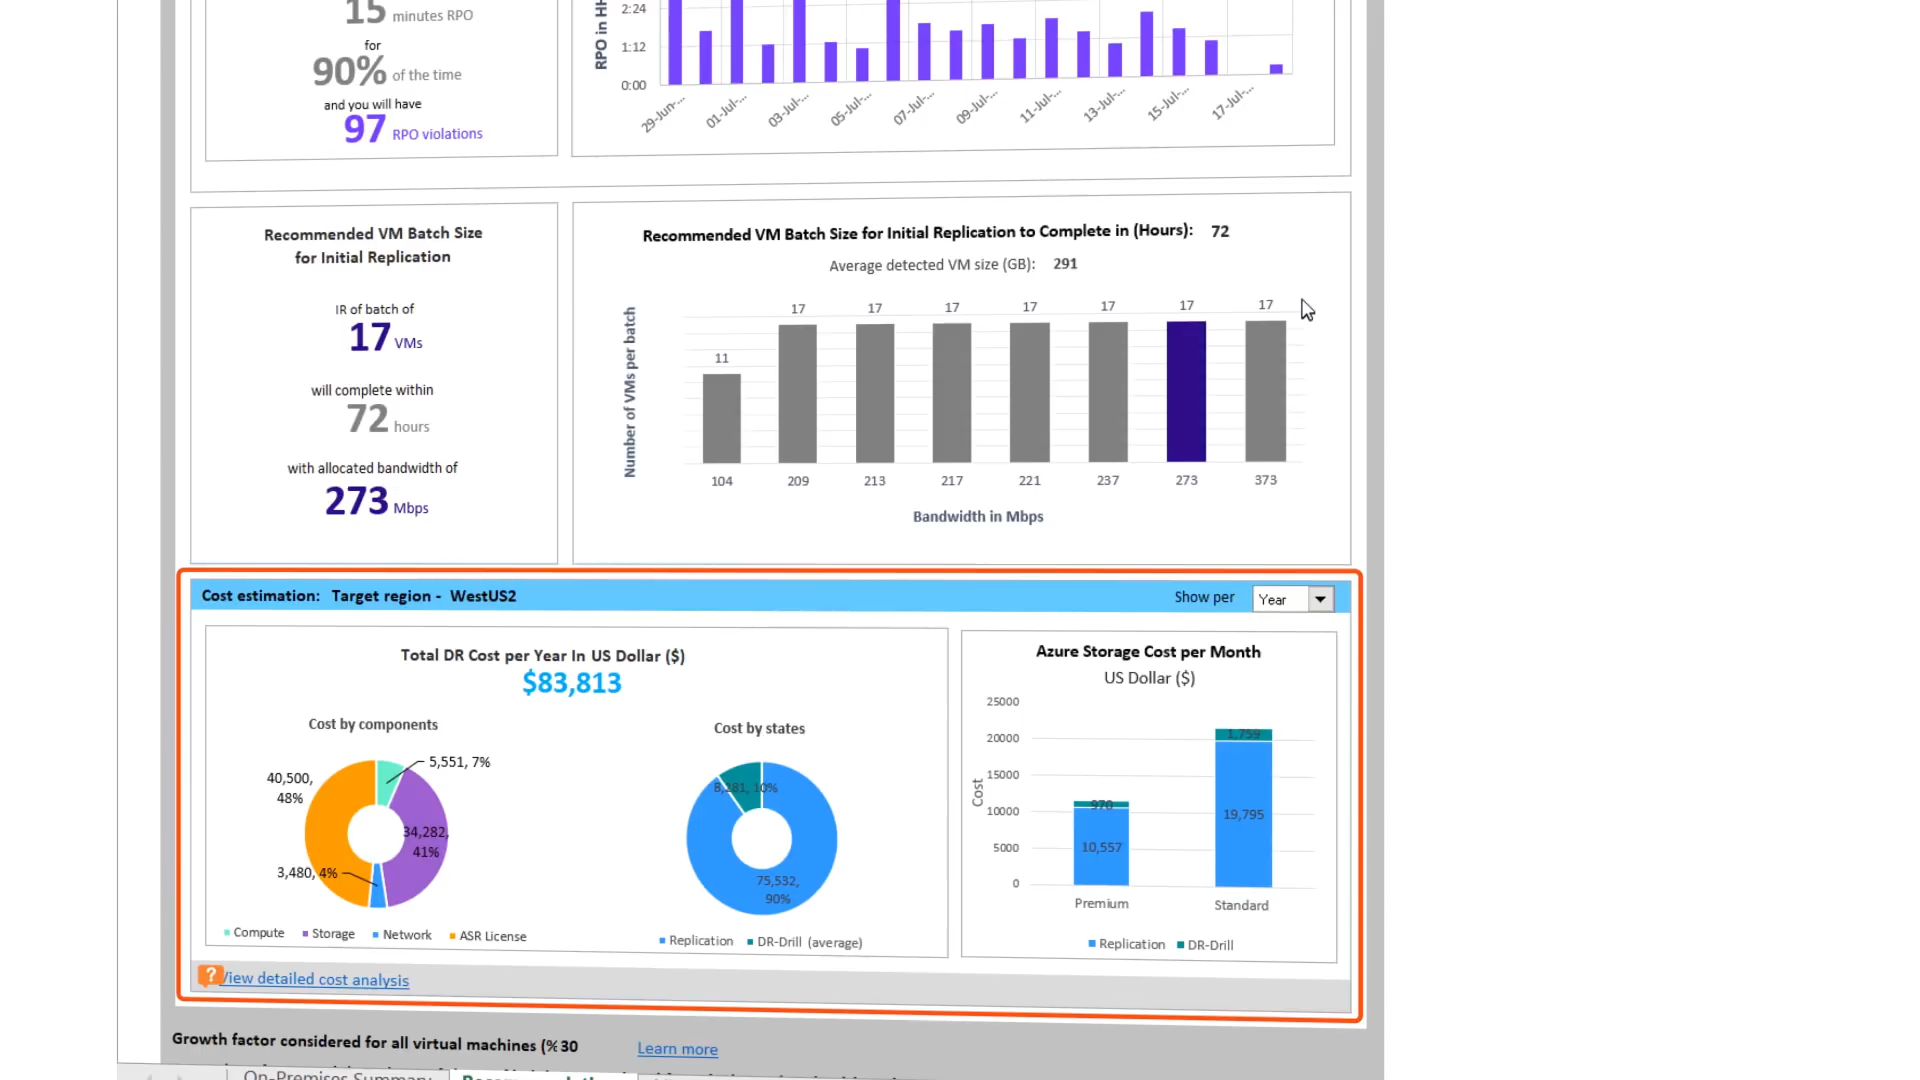 15 minutes RPO
for
90% of the time
and you will have
97 RPO violations
RPO in HH
2:24
1:12
0:00
29-Jun-...
01-Jul-...
03-Jul-...
05-Jul-...
07-Jul-...
09-Jul-...
11-Jul-...
13-Jul-...
15-Jul-...
17-Jul-...
Recommended VM Batch Size
for Initial Replication
IR of batch of
17 VMs
will complete within
72 hours
with allocated bandwidth of
273 Mbps
Recommended VM Batch Size for Initial Replication to Complete in (Hours): 72
Average detected VM size (GB): 291
Number of VMs per batch
11 17 17 17 17 17 17 17
104 209 213 217 221 237 273 373
Bandwidth in Mbps
Cost estimation: Target region - WestUS2
Show per Year
Total DR Cost per Year In US Dollar ($)
$83,813
Cost by components
5,551, 7%
40,500,
48%
34,282,
41%
3,480, 4%
Compute Storage Network ASR License
Cost by states
8,281, 10%
75,532,
90%
Replication DR-Drill (average)
Azure Storage Cost per Month
US Dollar ($)
Cost
25000
20000
15000
10000
5000
0
970
10,557
1,759
19,795
Premium Standard
Replication DR-Drill
? View detailed cost analysis
Growth factor considered for all virtual machines (% 30
Learn more
On-Premises Summary